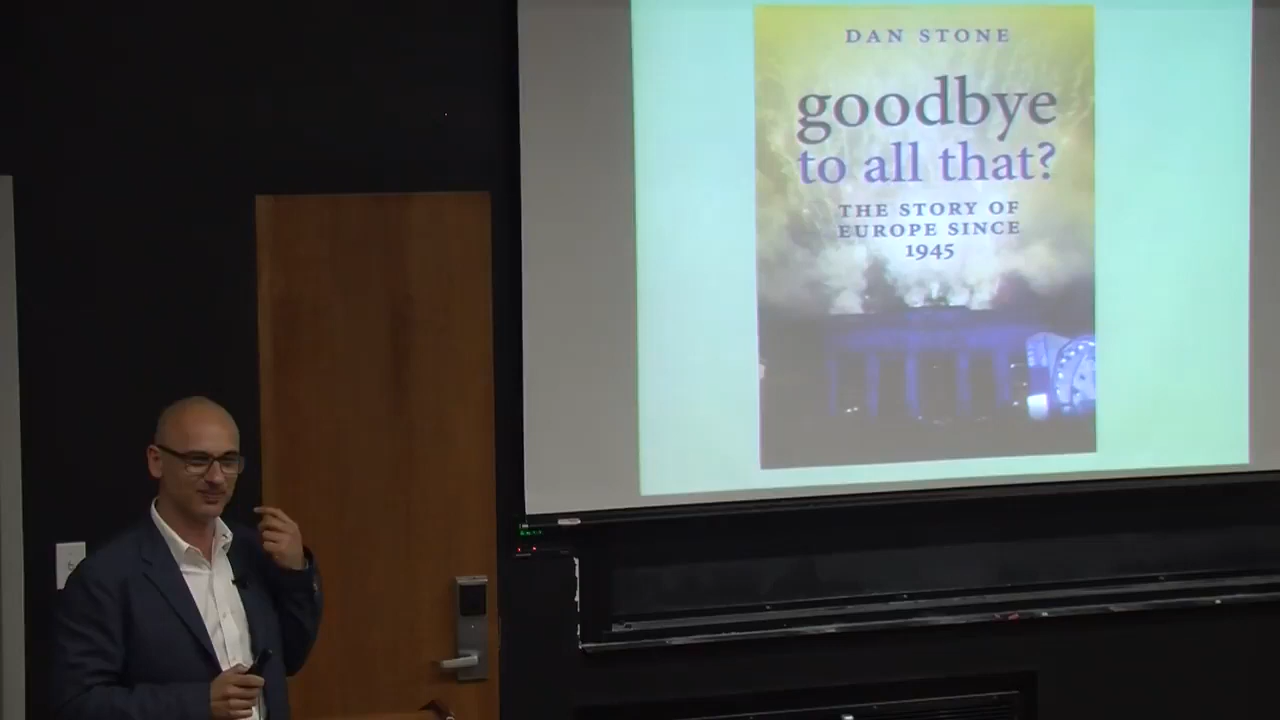 DAN STONE
goodbye
to all that?
THE STORY OF
EUROPE SINCE
1945